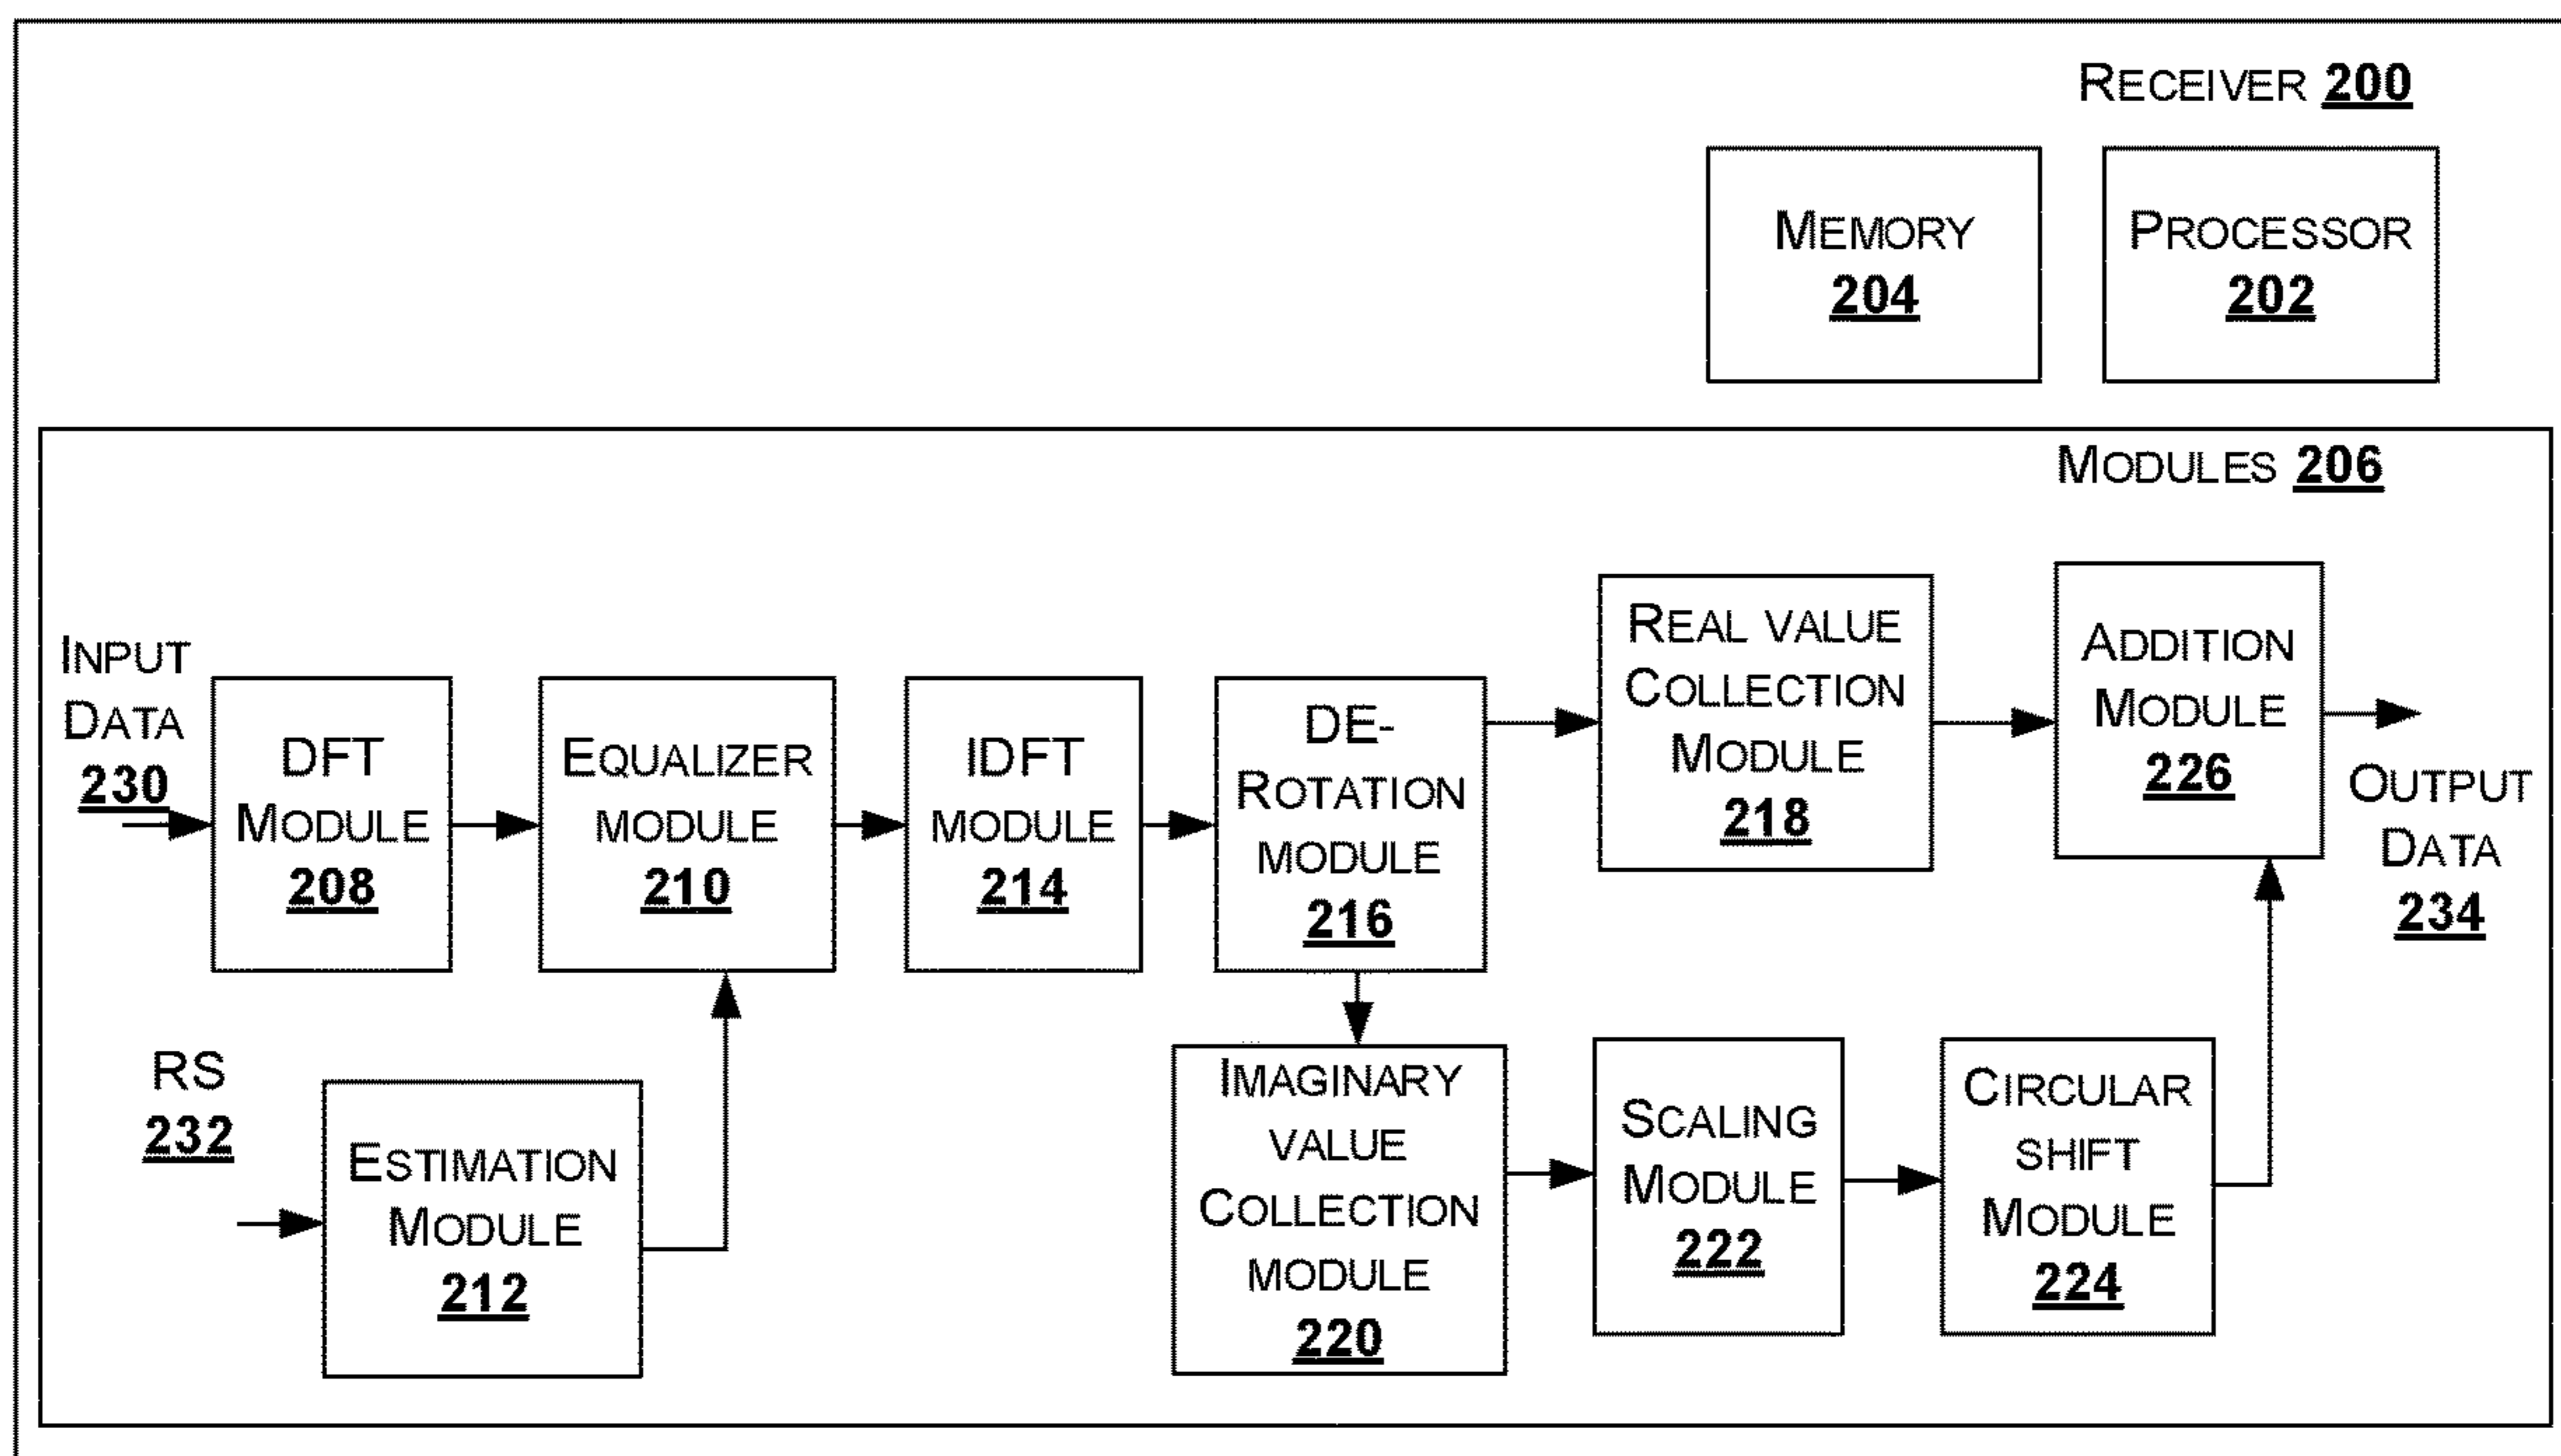 RECEIVER 200
MEMORY
204
PROCESSOR
202
MODULES 206
INPUT
DATA
230
DFT
MODULE
208
EQUALIZER
MODULE
210
IDFT
MODULE
214
DE-
ROTATION
MODULE
216
REAL VALUE
COLLECTION
MODULE
218
ADDITION
MODULE
226
OUTPUT
DATA
234
RS
232
ESTIMATION
MODULE
212
IMAGINARY
VALUE
COLLECTION
MODULE
220
SCALING
MODULE
222
CIRCULAR
SHIFT
MODULE
224